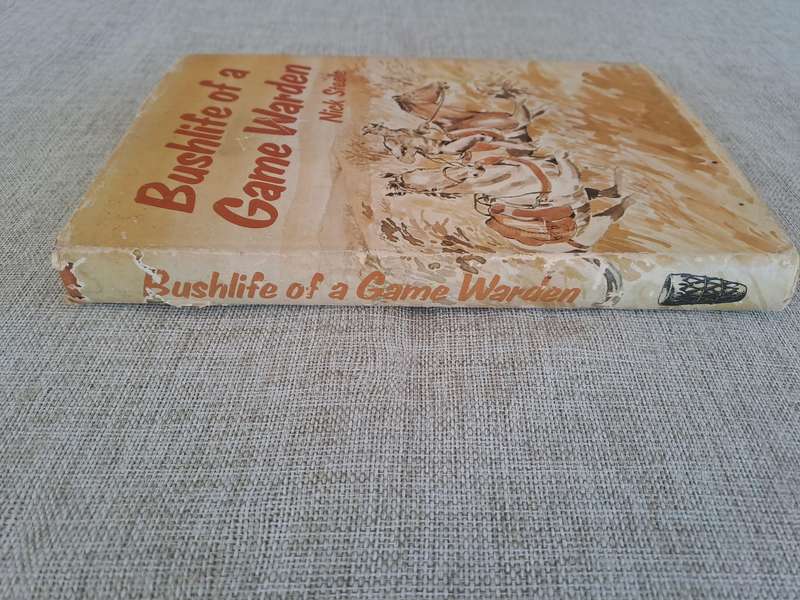 Bushlife of a
Game Warden
Nick Steele
Bushlife of a Game Warden